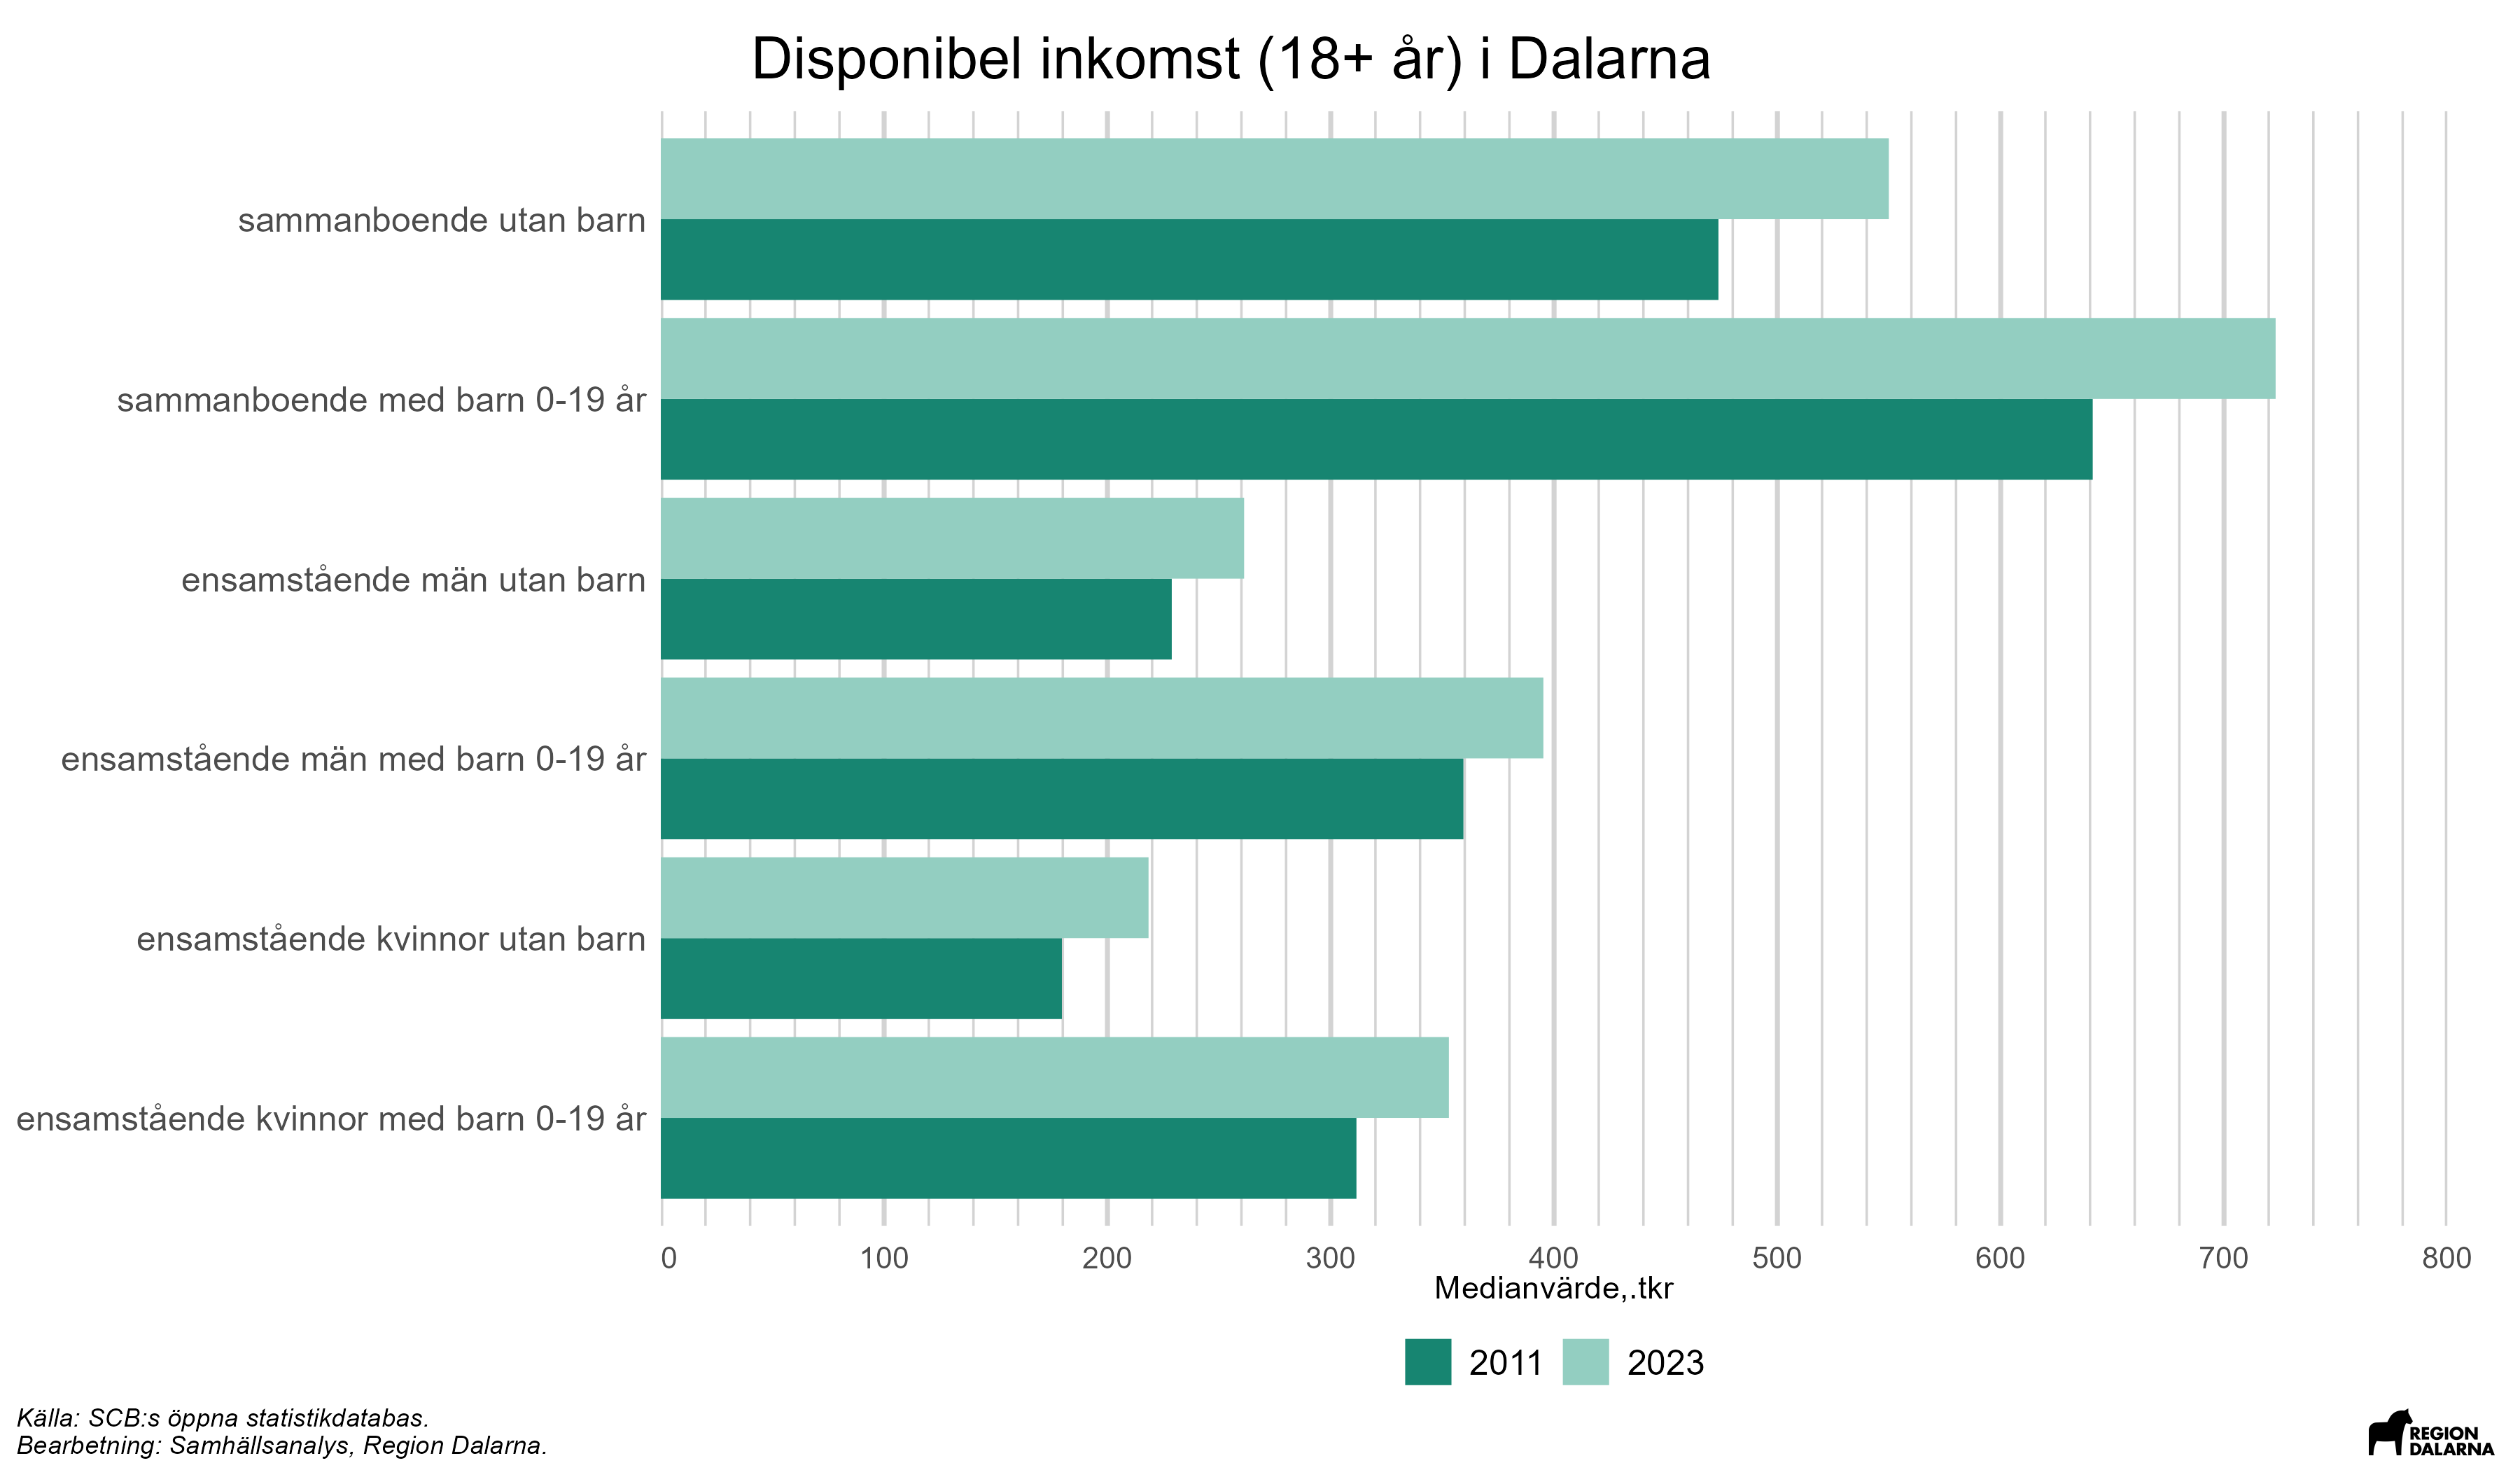 Disponibel inkomst (18+ år) i Dalarna
sammanboende utan barn
sammanboende med barn 0-19 år
ensamstående män utan barn
ensamstående män med barn 0-19 år
ensamstående kvinnor utan barn
ensamstående kvinnor med barn 0-19 år
0 100 200 300 400 500 600 700 800
Medianvärde,.tkr
2011 2023
Källa: SCB:s öppna statistikdatabas.
Bearbetning: Samhällsanalys, Region Dalarna.
REGION
DALARNA